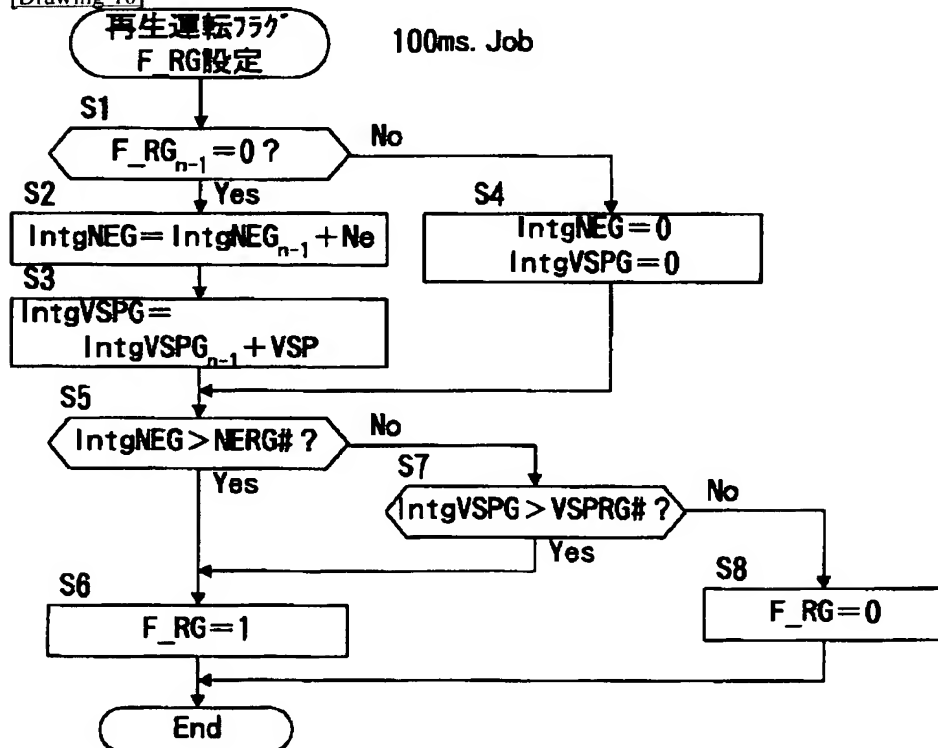 再生運転ﾌﾗｸﾞ
F_RG設定
100ms. Job
S1
F_RGn-1=0?
No
Yes
S2
IntgNEG=IntgNEGn-1+Ne
S3
IntgVSPG=
IntgVSPGn-1+VSP
S4
IntgNEG=0
IntgVSPG=0
S5
IntgNEG>NERG#?
No
Yes
S7
IntgVSPG>VSPRG#?
No
Yes
S6
F_RG=1
S8
F_RG=0
End